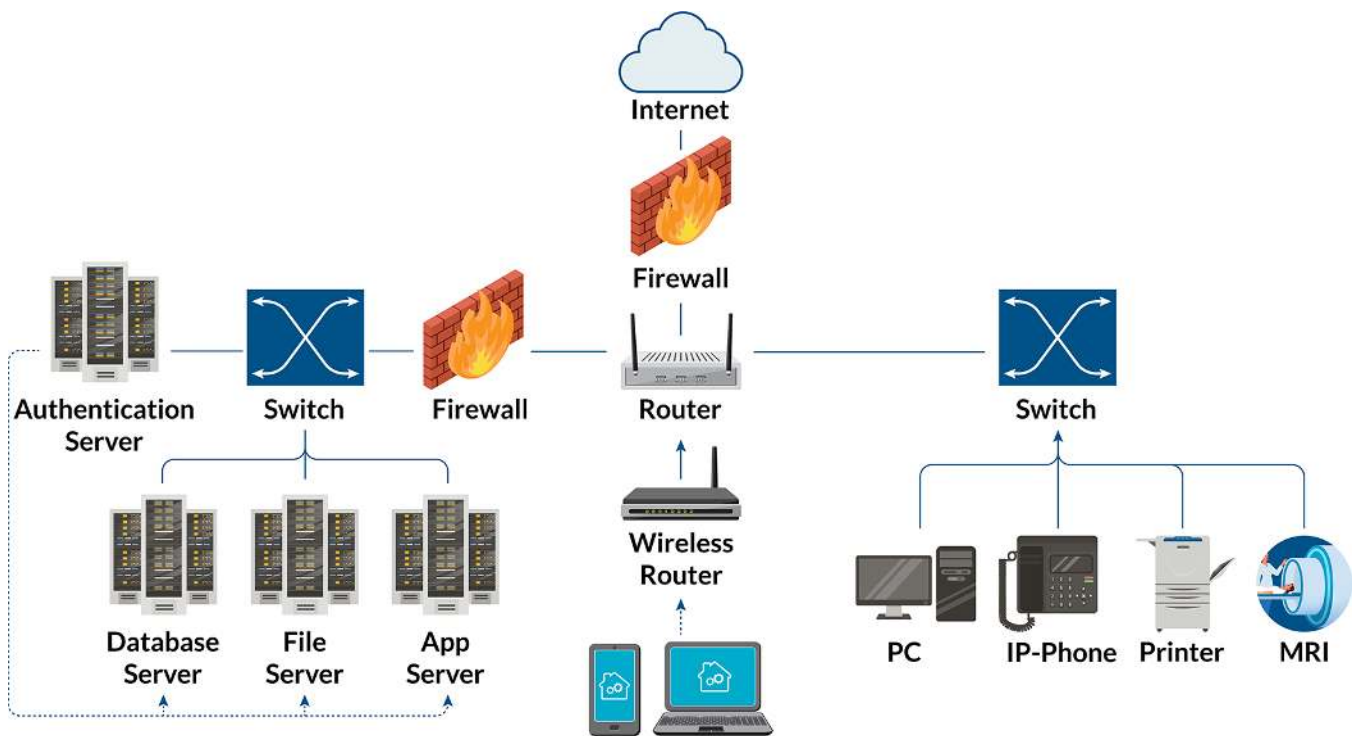 Internet
Firewall
Authentication
Server
Switch
Firewall
Router
Switch
Wireless
Router
Database
Server
File
Server
App
Server
PC
IP-Phone
Printer
MRI